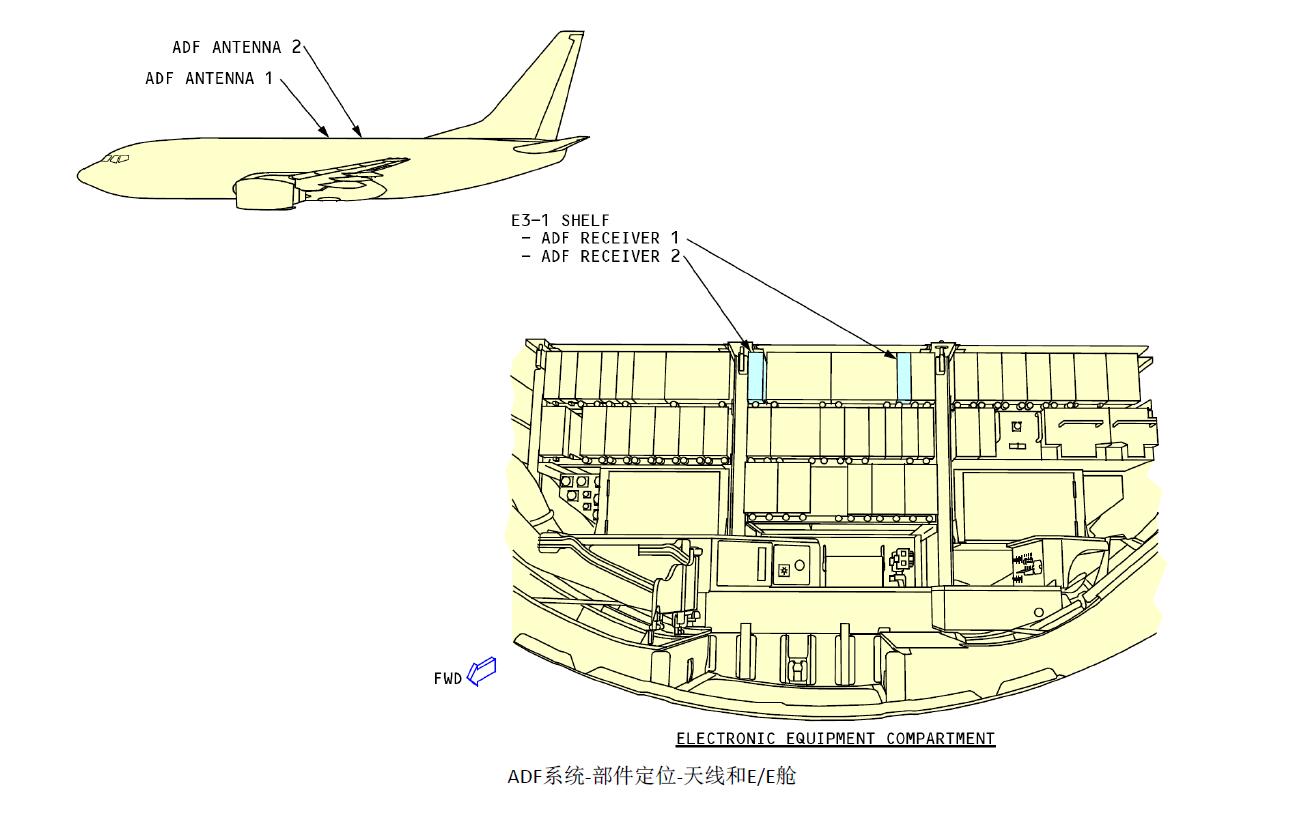 ADF ANTENNA 2
ADF ANTENNA 1
E3-1 SHELF
- ADF RECEIVER 1
- ADF RECEIVER 2
FWD
ELECTRONIC EQUIPMENT COMPARTMENT
ADF系统-部件定位-天线和E/E舱